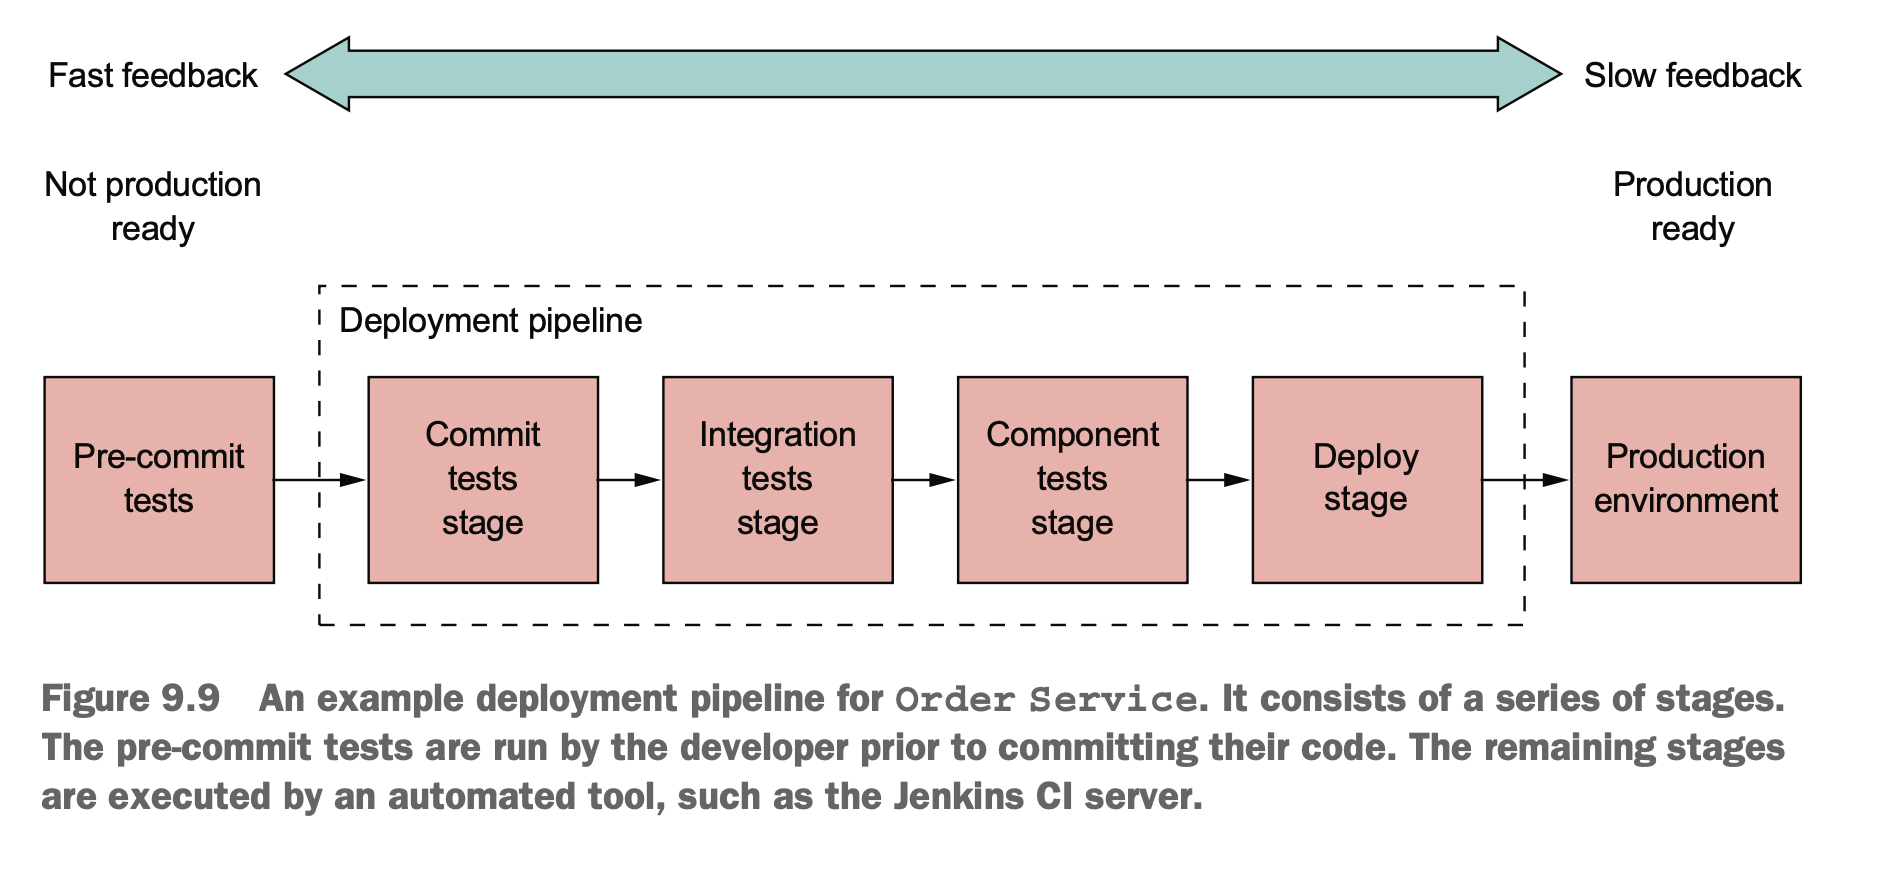 Fast feedback
Slow feedback
Not production
ready
Production
ready
Deployment pipeline
Pre-commit
tests
Commit
tests
stage
Integration
tests
stage
Component
tests
stage
Deploy
stage
Production
environment
Figure 9.9 An example deployment pipeline for Order Service. It consists of a series of stages.
The pre-commit tests are run by the developer prior to committing their code. The remaining stages
are executed by an automated tool, such as the Jenkins CI server.